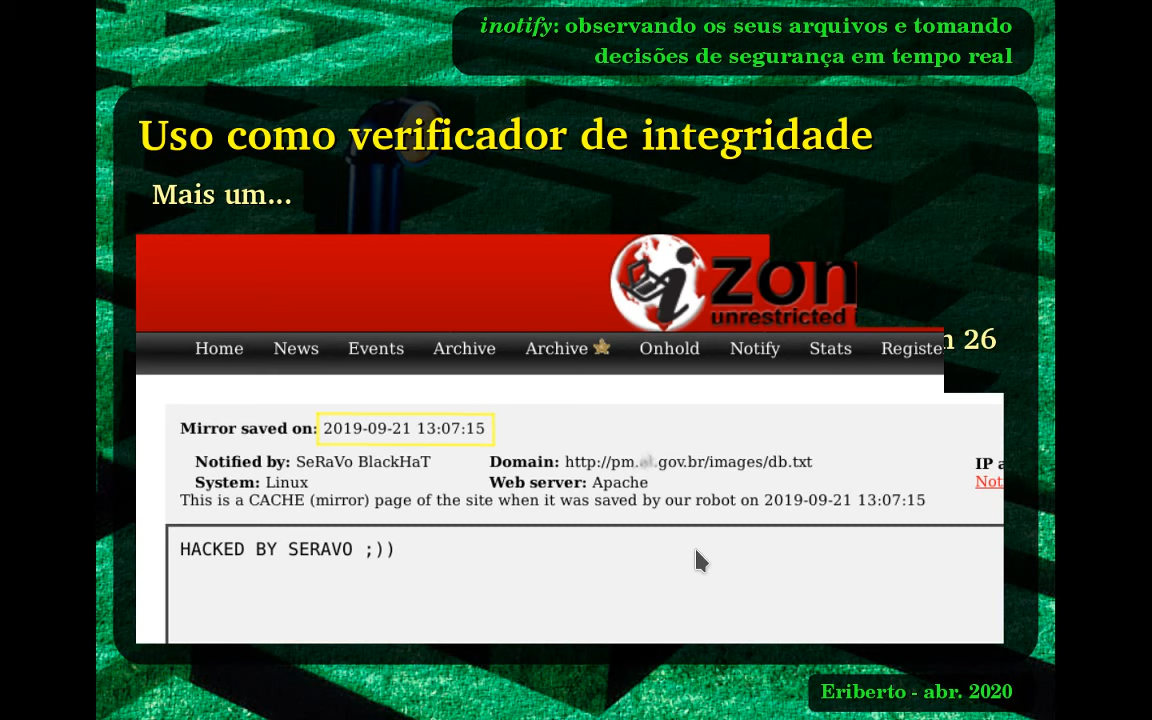 inotify: observando os seus arquivos e tomando
decisões de segurança em tempo real
Uso como verificador de integridade
Mais um...
zon
unrestricted
26
Home News Events Archive Archive Onhold Notify Stats Registe
Mirror saved on: 2019-09-21 13:07:15
Notified by: SeRaVo BlackHaT Domain: http://pm. .gov.br/images/db.txt IP a
System: Linux Web server: Apache Not
This is a CACHE (mirror) page of the site when it was saved by our robot on 2019-09-21 13:07:15
HACKED BY SERAVO ;))
Eriberto - abr. 2020